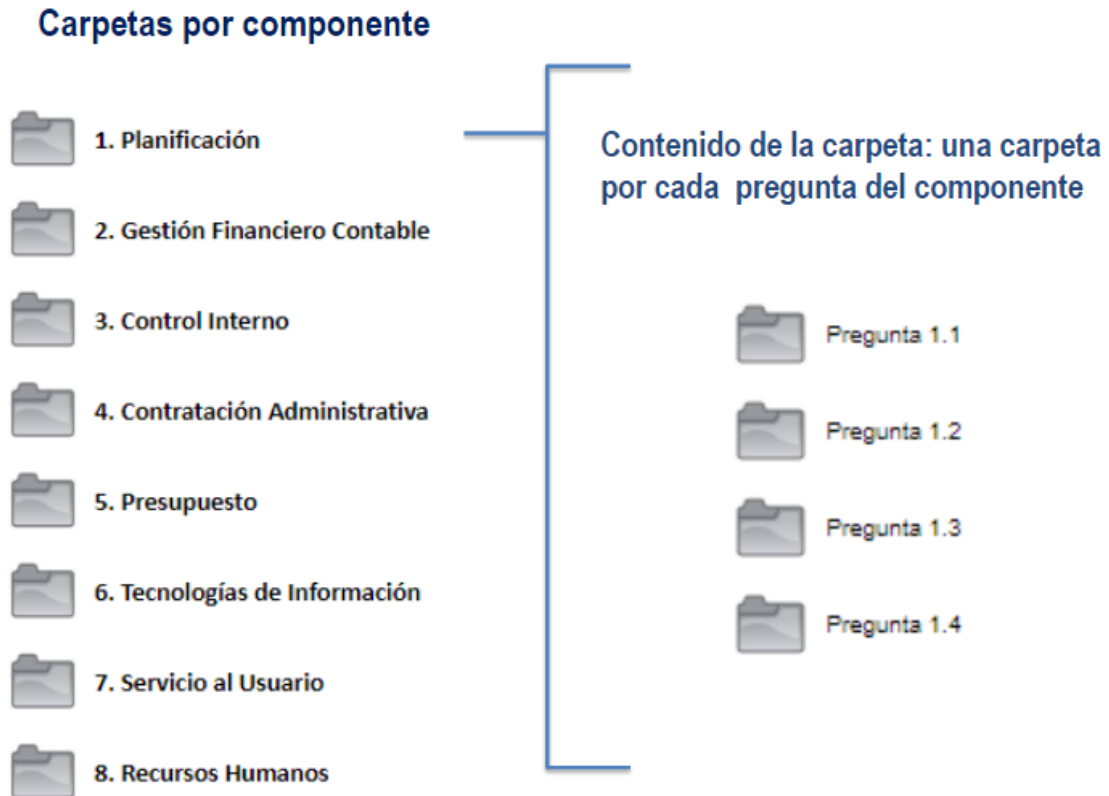 Carpetas por componente
1. Planificación
2. Gestión Financiero Contable
3. Control Interno
4. Contratación Administrativa
5. Presupuesto
6. Tecnologías de Información
7. Servicio al Usuario
8. Recursos Humanos
Contenido de la carpeta: una carpeta
por cada pregunta del componente
Pregunta 1.1
Pregunta 1.2
Pregunta 1.3
Pregunta 1.4